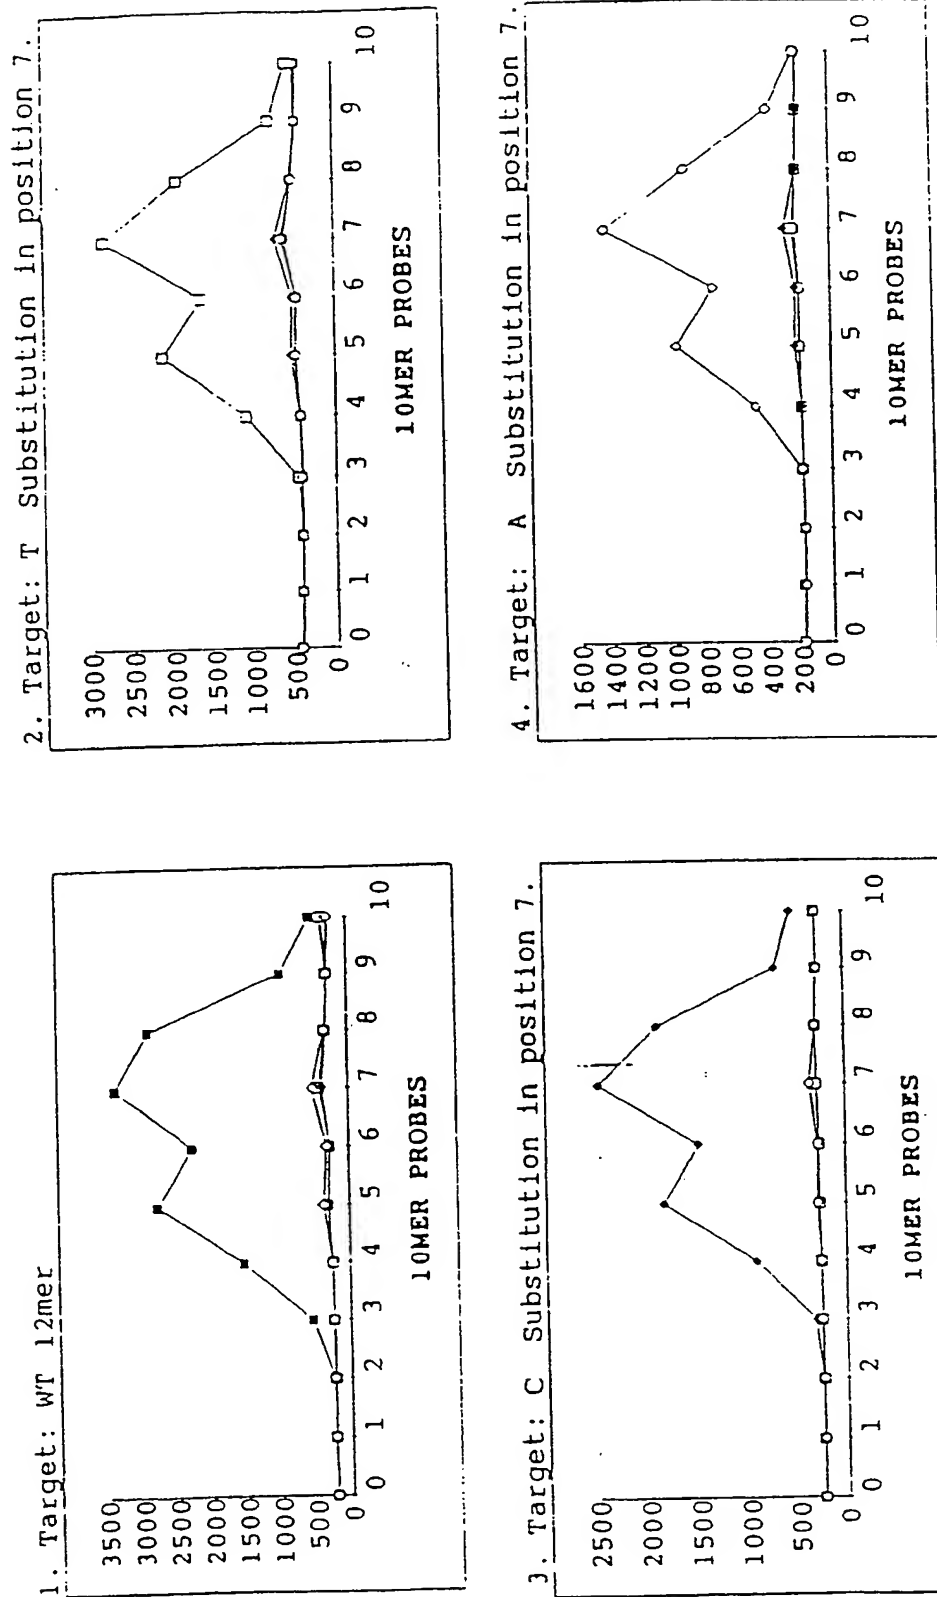 1. Target: WT 12mer
3500
3000
2500
2000
1500
1000
500
0
0 1 2 3 4 5 6 7 8 9 10
10MER PROBES
2. Target: T Substitution in position 7.
3000
2500
2000
1500
1000
500
0
0 1 2 3 4 5 6 7 8 9 10
10MER PROBES
3. Target: C Substitution in position 7.
2500
2000
1500
1000
500
0
0 1 2 3 4 5 6 7 8 9 10
10MER PROBES
4. Target: A Substitution in position 7.
1600
1400
1200
1000
800
600
400
200
0
0 1 2 3 4 5 6 7 8 9 10
10MER PROBES